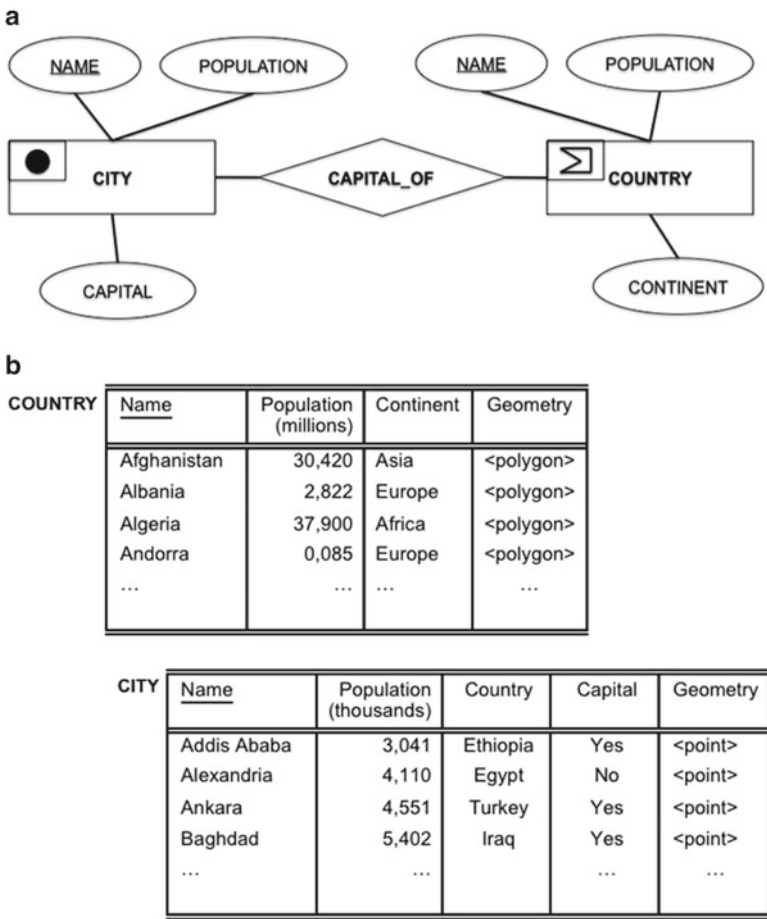 a
NAME POPULATION NAME POPULATION
CITY CAPITAL_OF COUNTRY
CAPITAL CONTINENT
b
COUNTRY Name Population (millions) Continent Geometry
Afghanistan 30,420 Asia <polygon>
Albania 2,822 Europe <polygon>
Algeria 37,900 Africa <polygon>
Andorra 0,085 Europe <polygon>
... ... ... ...
CITY Name Population (thousands) Country Capital Geometry
Addis Ababa 3,041 Ethiopia Yes <point>
Alexandria 4,110 Egypt No <point>
Ankara 4,551 Turkey Yes <point>
Baghdad 5,402 Iraq Yes <point>
... ... ... ...